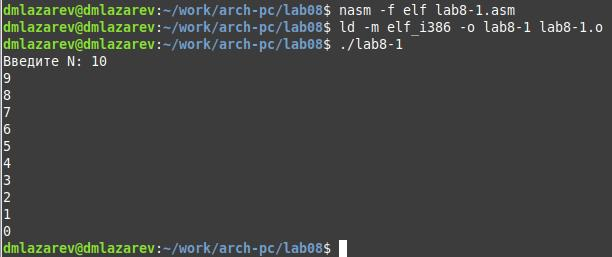 dmlazarev@dmlazarev:~/work/arch-pc/lab08$ nasm -f elf lab8-1.asm
dmlazarev@dmlazarev:~/work/arch-pc/lab08$ ld -m elf_i386 -o lab8-1 lab8-1.o
dmlazarev@dmlazarev:~/work/arch-pc/lab08$ ./lab8-1
Введите N: 10
9
8
7
6
5
4
3
2
1
0
dmlazarev@dmlazarev:~/work/arch-pc/lab08$